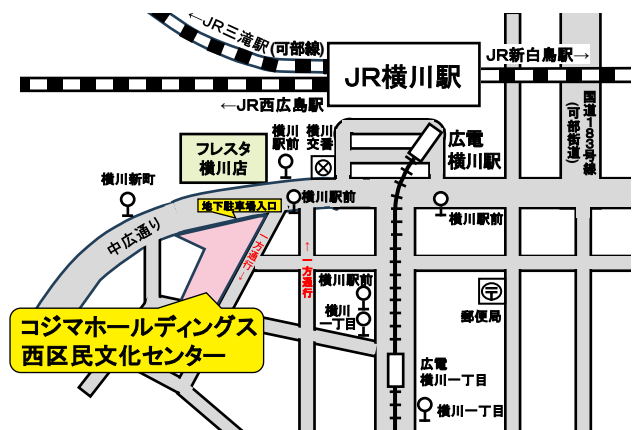 ←JR三滝駅(可部線)
JR横川駅
JR新白島駅→
←JR西広島駅
国道183号線
(可部街道)
フレスタ
横川店
横川
駅前
横川
交番
広電
横川駅
横川新町
地下駐車場入口
横川駅前
横川駅前
中広通り
一方通行→
←一方通行
横川駅前
横川
一丁目
郵便局
コジマホールディングス
西区民文化センター
広電
横川一丁目
横川一丁目